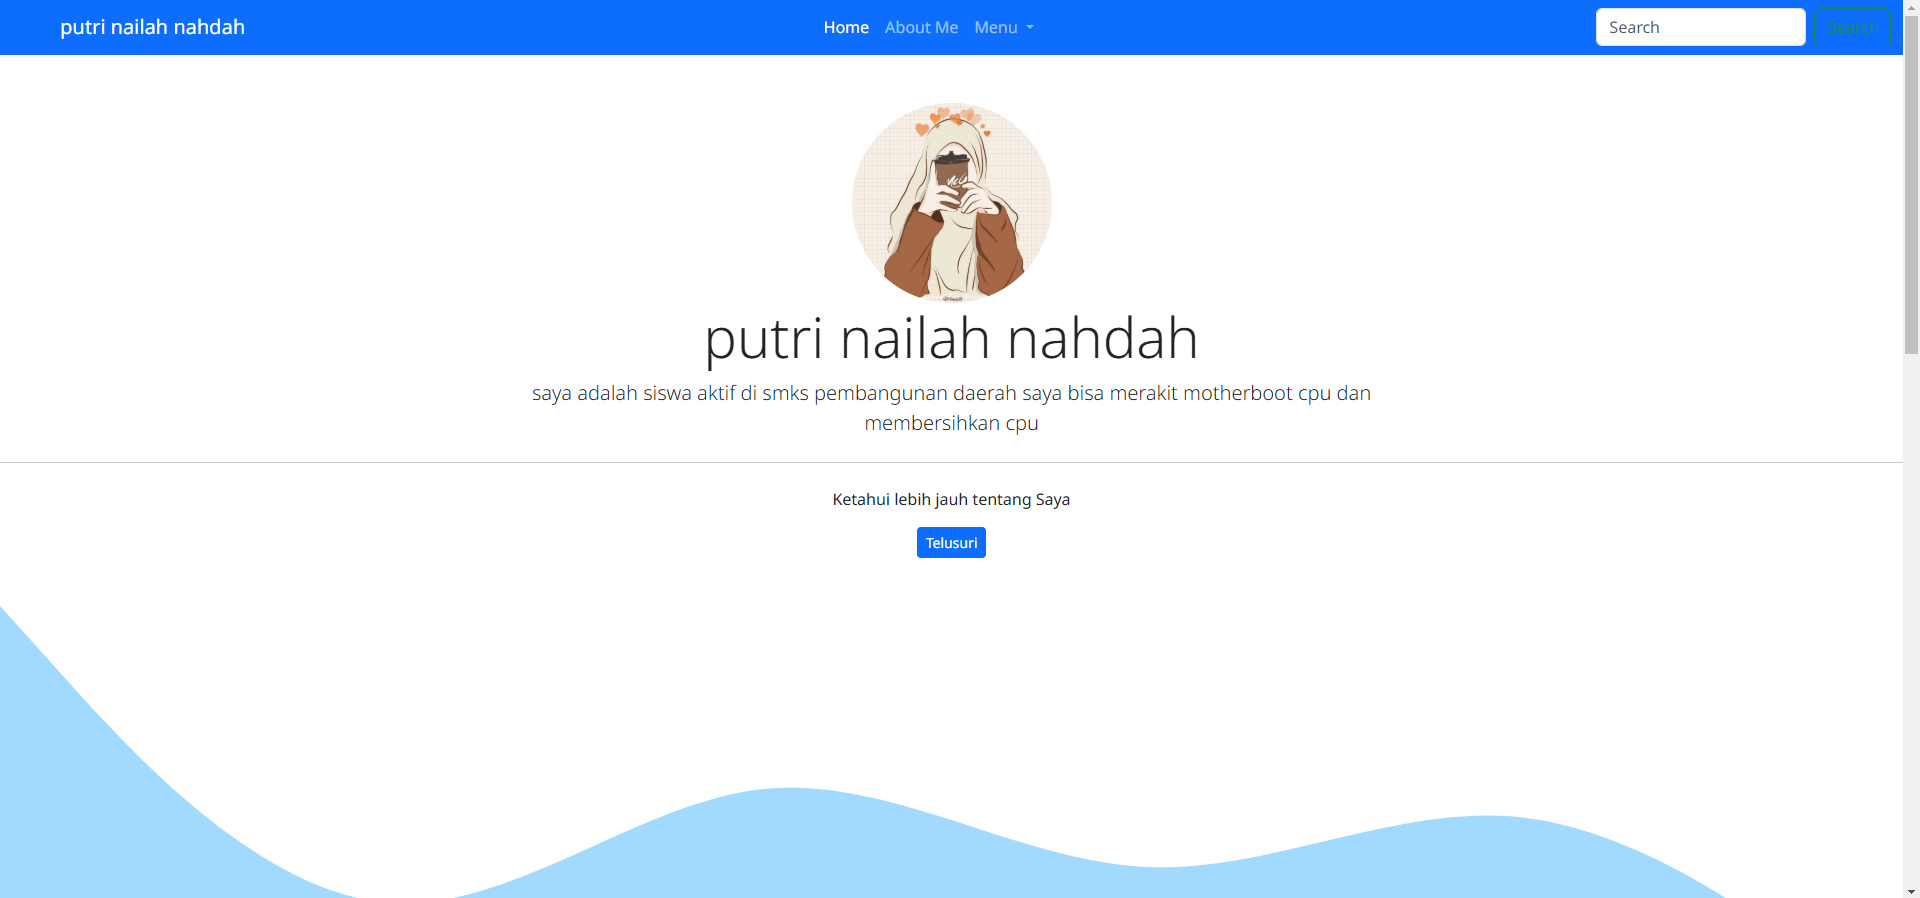 putri nailah nahdah
Home About Me Menu
Search Search
putri nailah nahdah
saya adalah siswa aktif di smks pembangunan daerah saya bisa merakit motherboot cpu dan
membersihkan cpu
Ketahui lebih jauh tentang Saya
Telusuri